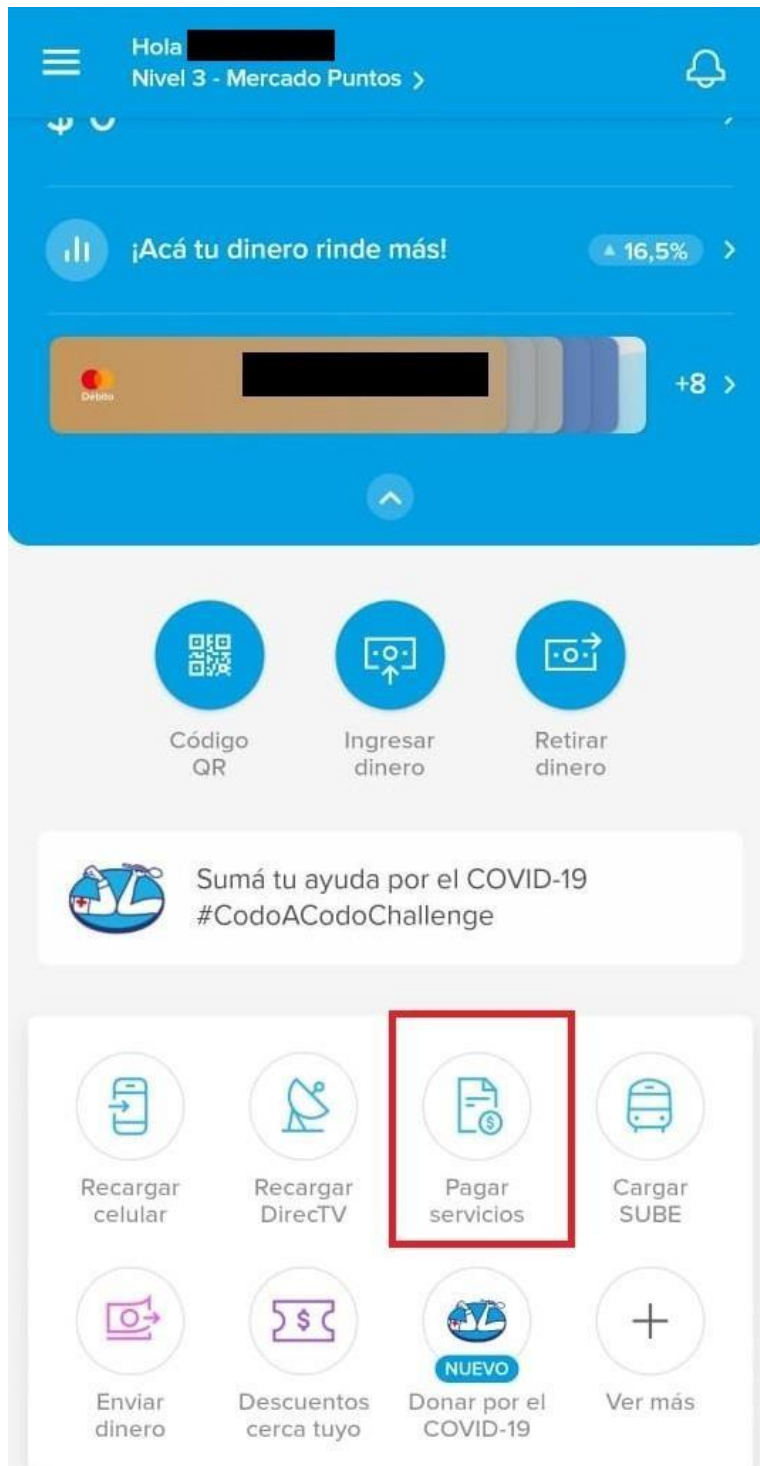 Hola
Nivel 3 - Mercado Puntos >
¡Acá tu dinero rinde más!
16,5%
Débito
+8 >
Código
QR
Ingresar
dinero
Retirar
dinero
Sumá tu ayuda por el COVID-19
#CodoACodoChallenge
Recargar
celular
Recargar
DirecTV
Pagar
servicios
Cargar
SUBE
Enviar
dinero
Descuentos
cerca tuyo
NUEVO
Donar por el
COVID-19
Ver más